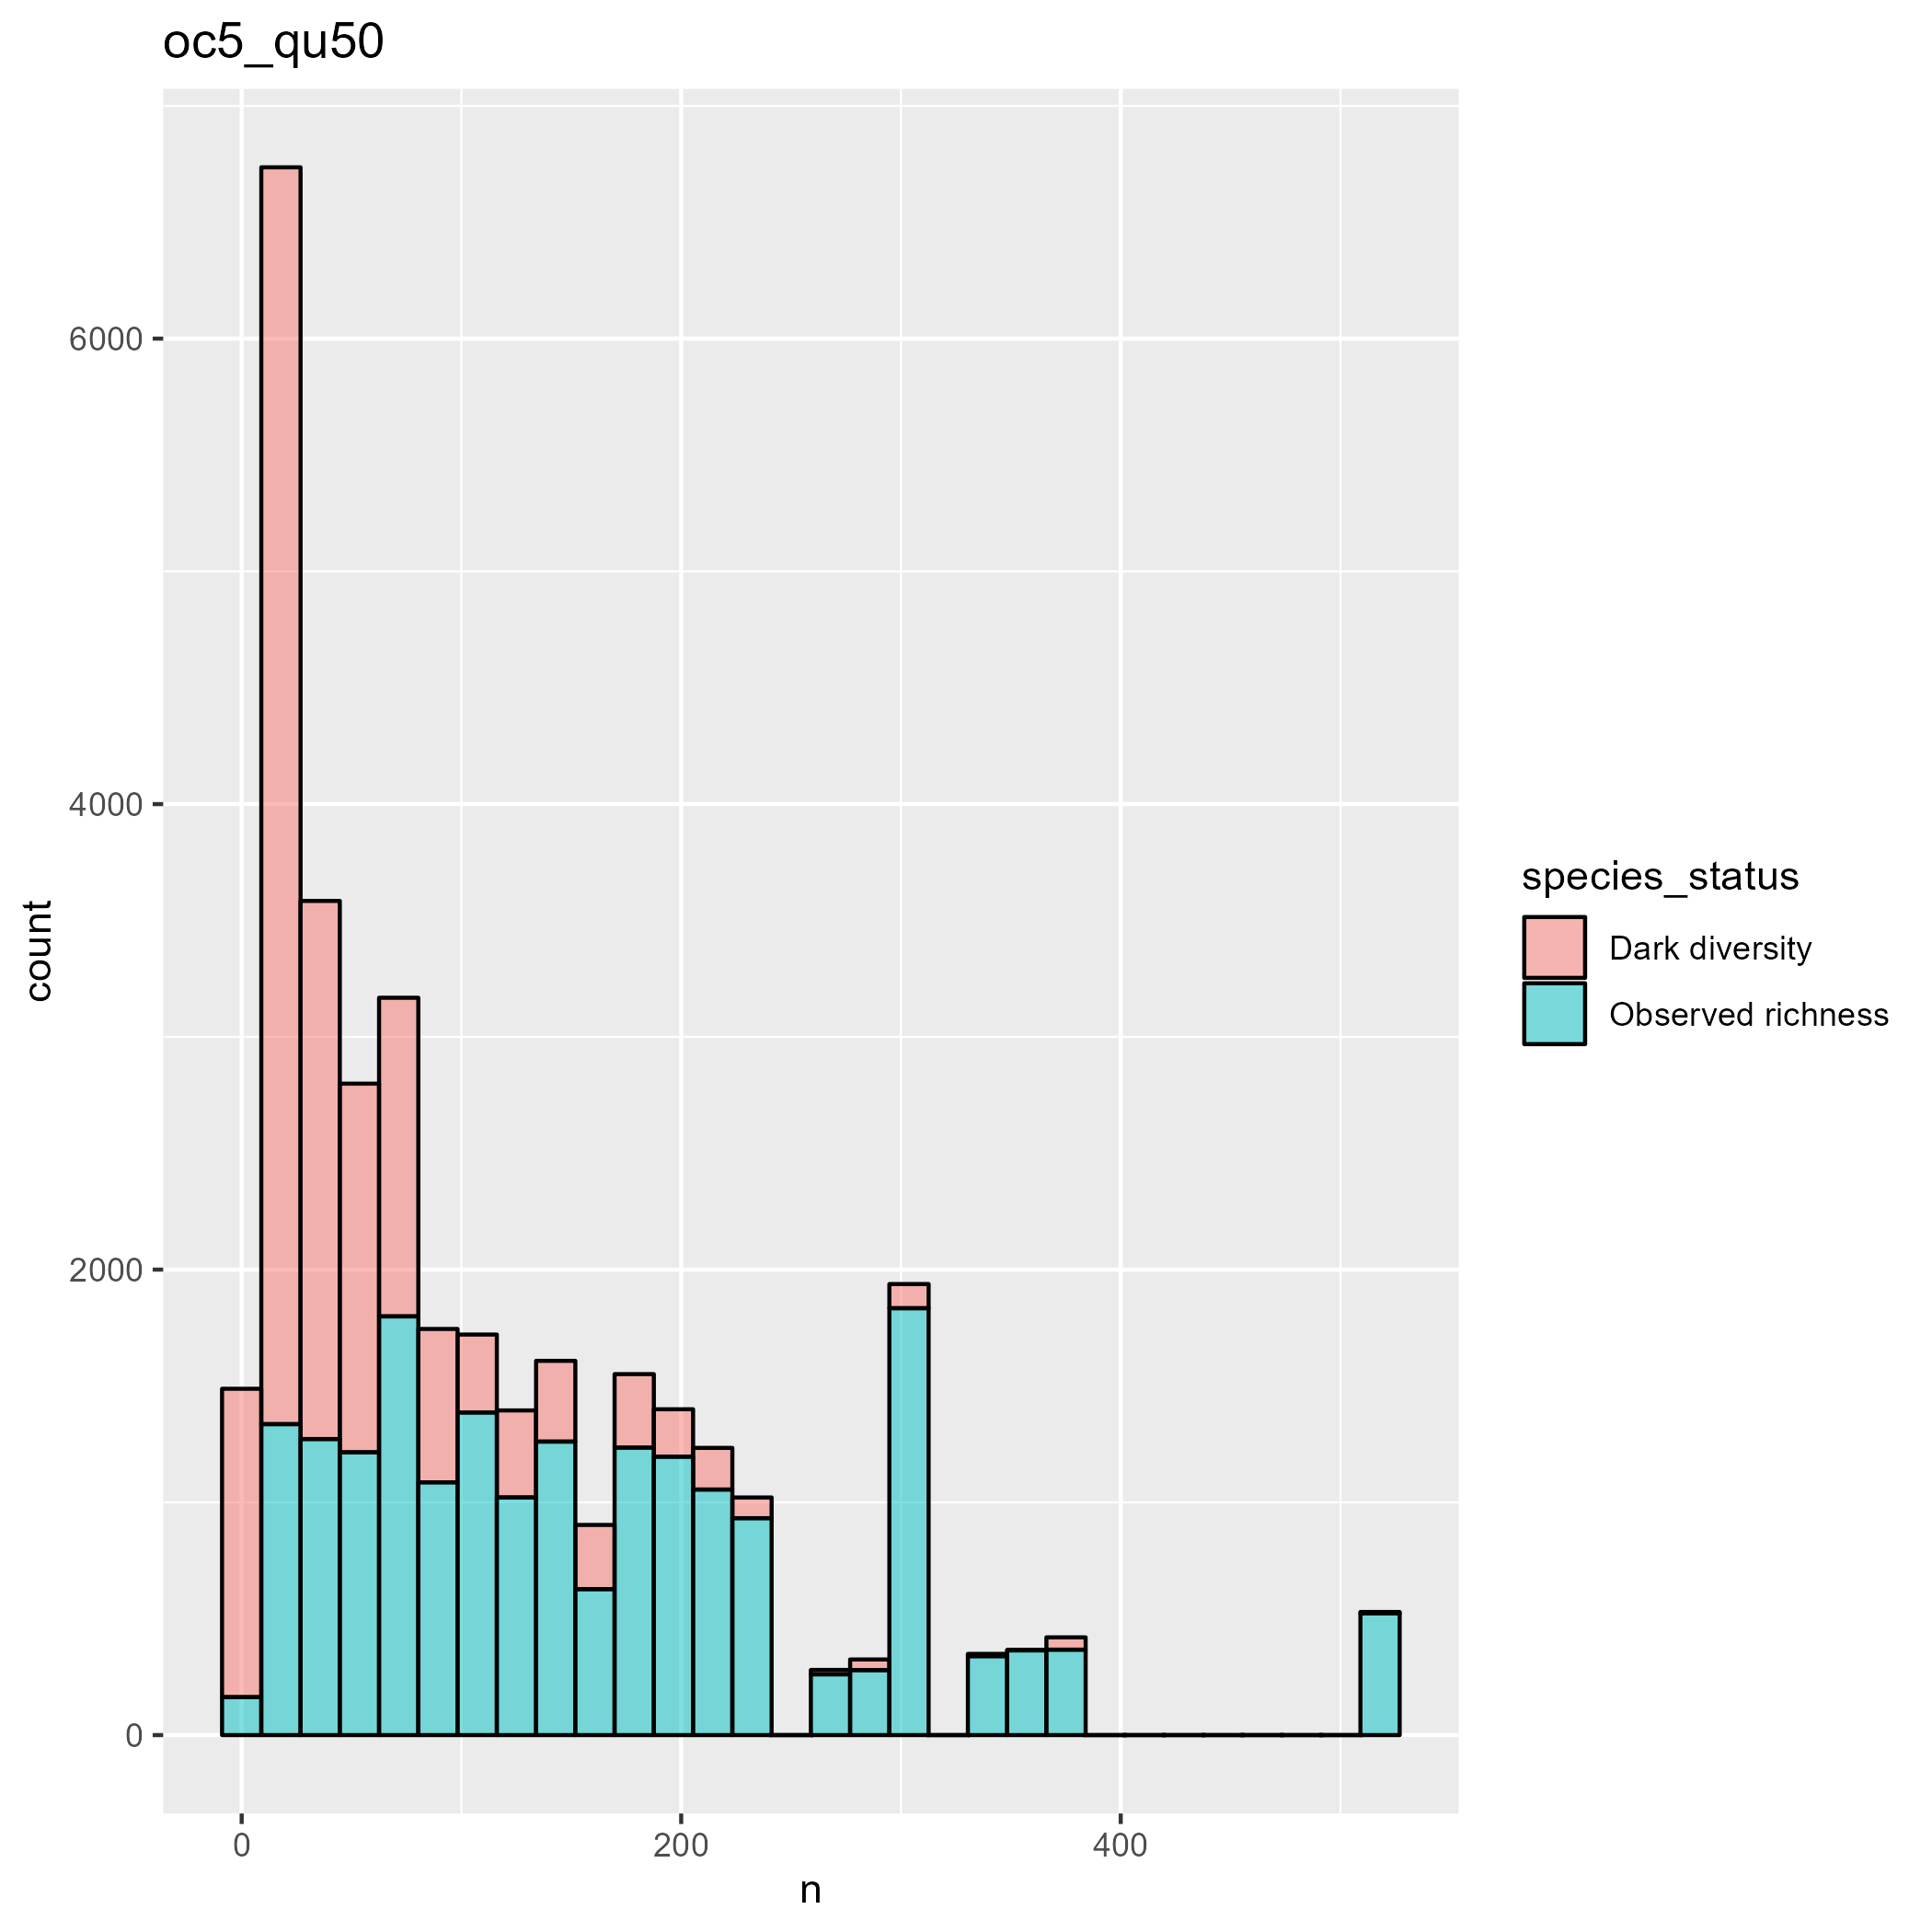 oc5_qu50
6000
4000
2000
0
count
0
200
400
n
species_status
Dark diversity
Observed richness